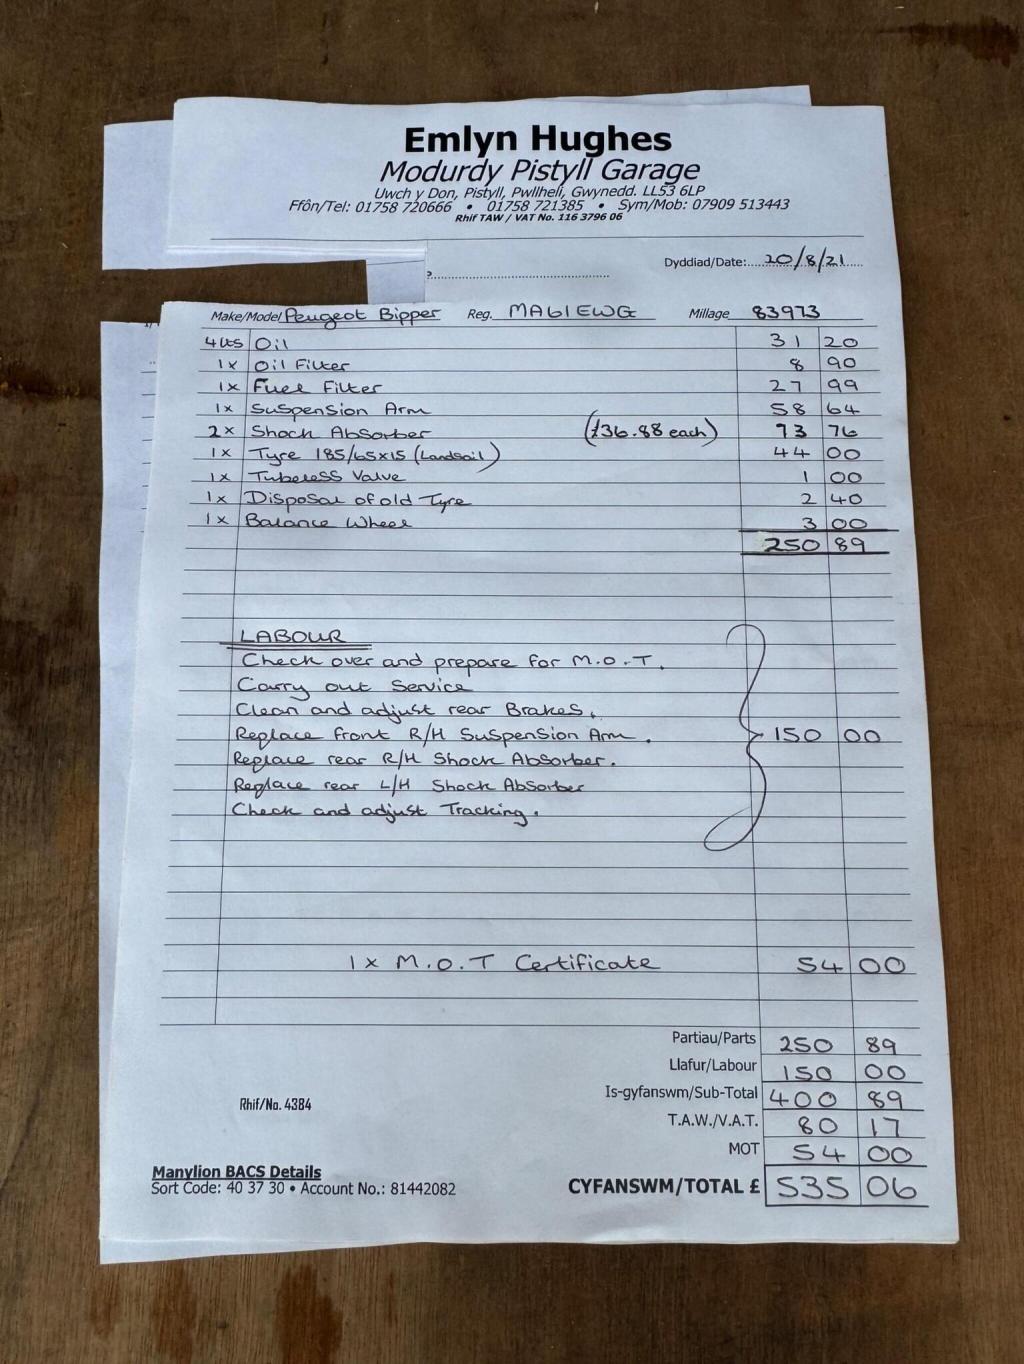 Emlyn Hughes
Modurdy Pistyll Garage
Uwch y Don, Pistyll, Pwllheli, Gwynedd. LL53 6LP
Ffôn/Tel: 01758 720666 • 01758 721385 • Sym/Mob: 07909 513443
Rhif TAW / VAT No. 116 3796 06
Dyddiad/Date: 20/8/21
Make/Model Peugeot Bipper Reg. MA61EWG Millage 83973
4Lts Oil 31 20
1x Oil Filter 8 90
1x Fuel Filter 27 99
1x Suspension Arm 58 64
2x Shock Absorber (£36.88 each) 93 76
1x Tyre 185/65x15 (Landsail) 44 00
1x Tubeless Valve 1 00
1x Disposal of old Tyre 2 40
1x Balance Wheel 3 00
250 89
LABOUR
Check over and prepare for M.O.T.
Carry out Service
Clean and adjust rear Brakes.
Replace front R/H Suspension Arm. 150 00
Replace rear R/H Shock Absorber.
Replace rear L/H Shock Absorber
Check and adjust Tracking.
1x M.O.T Certificate 54 00
Partiau/Parts 250 89
Llafur/Labour 150 00
Is-gyfanswm/Sub-Total 400 89
Rhif/No. 4384
T.A.W./V.A.T. 80 17
MOT 54 00
Manylion BACS Details
Sort Code: 40 37 30 • Account No.: 81442082
CYFANSWM/TOTAL £ 535 06